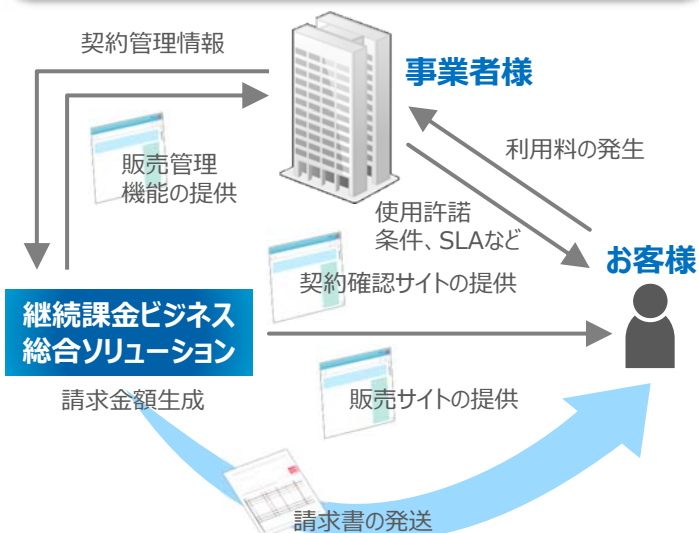 契約管理情報
事業者様
販売管理
機能の提供
利用料の発生
使用許諾
条件、SLAなど
お客様
契約確認サイトの提供
継続課金ビジネス
総合ソリューション
請求金額生成
販売サイトの提供
請求書の発送